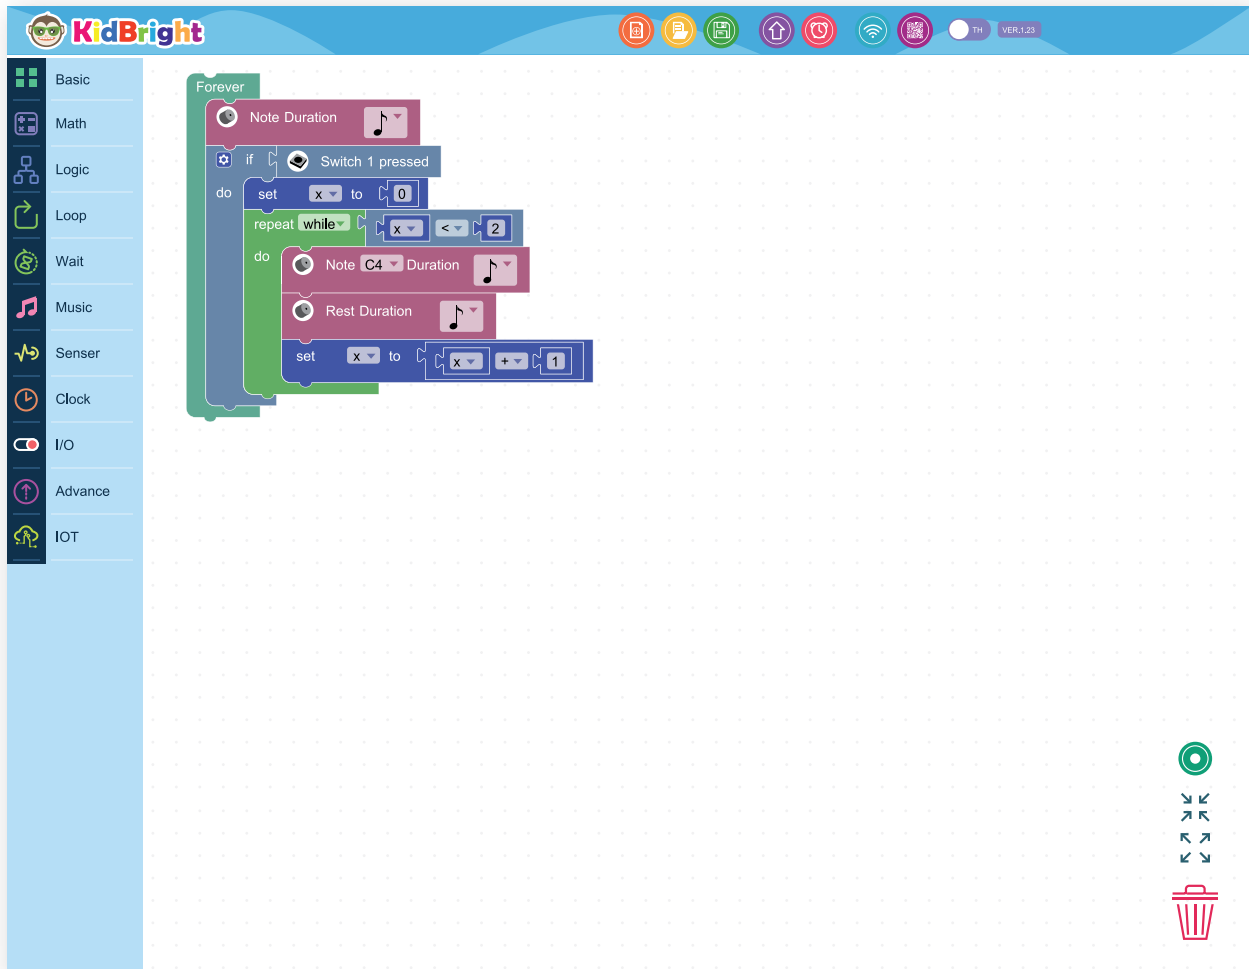 KidBright
TH
VER,1,23
Basic
Math
Logic
Loop
Wait
Music
Senser
Clock
I/O
Advance
IOT
Forever
Note Duration
if Switch 1 pressed
do set x to 0
repeat while x < 2
do Note C4 Duration
Rest Duration
set x to x + 1